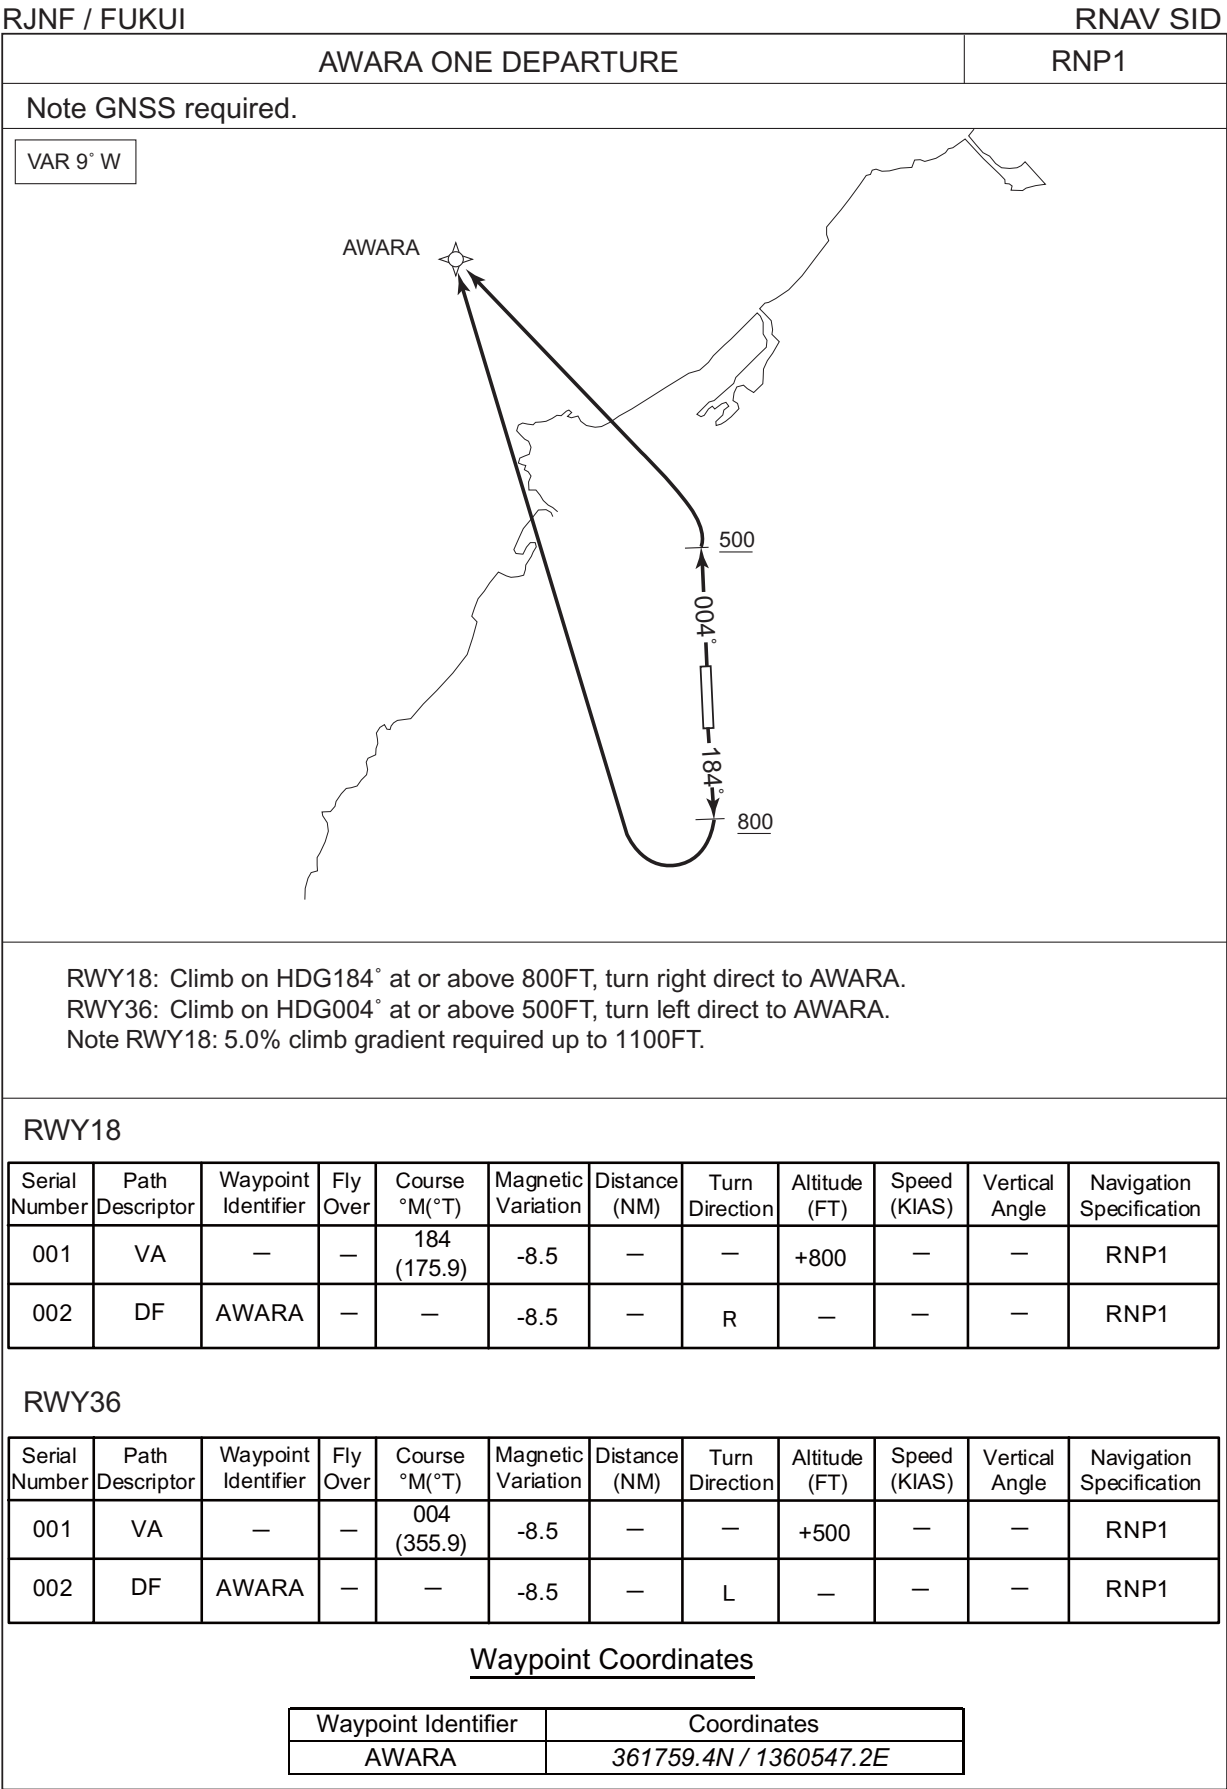 RJNF / FUKUI RNAV SID
AWARA ONE DEPARTURE RNP1
Note GNSS required.
VAR 9˚ W
AWARA
500
004˚
184˚
800
RWY18: Climb on HDG184˚ at or above 800FT, turn right direct to AWARA.
RWY36: Climb on HDG004˚ at or above 500FT, turn left direct to AWARA.
Note RWY18: 5.0% climb gradient required up to 1100FT.
RWY18
Serial Number Path Descriptor Waypoint Identifier Fly Over Course °M(°T) Magnetic Variation Distance (NM) Turn Direction Altitude (FT) Speed (KIAS) Vertical Angle Navigation Specification
001 VA — — 184 (175.9) -8.5 — — +800 — — RNP1
002 DF AWARA — — -8.5 — R — — — RNP1
RWY36
Serial Number Path Descriptor Waypoint Identifier Fly Over Course °M(°T) Magnetic Variation Distance (NM) Turn Direction Altitude (FT) Speed (KIAS) Vertical Angle Navigation Specification
001 VA — — 004 (355.9) -8.5 — — +500 — — RNP1
002 DF AWARA — — -8.5 — L — — — RNP1
Waypoint Coordinates
Waypoint Identifier Coordinates
AWARA 361759.4N / 1360547.2E